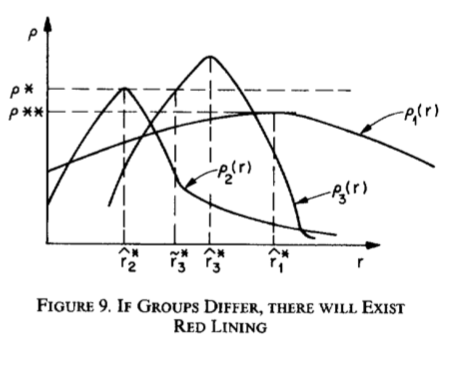 ρ
ρ*
ρ**
ρ₁(r)
ρ₂(r)
ρ₃(r)
r̂₂*
r̃₃*
r̂₃*
r̂₁*
r
FIGURE 9. IF GROUPS DIFFER, THERE WILL EXIST
RED LINING